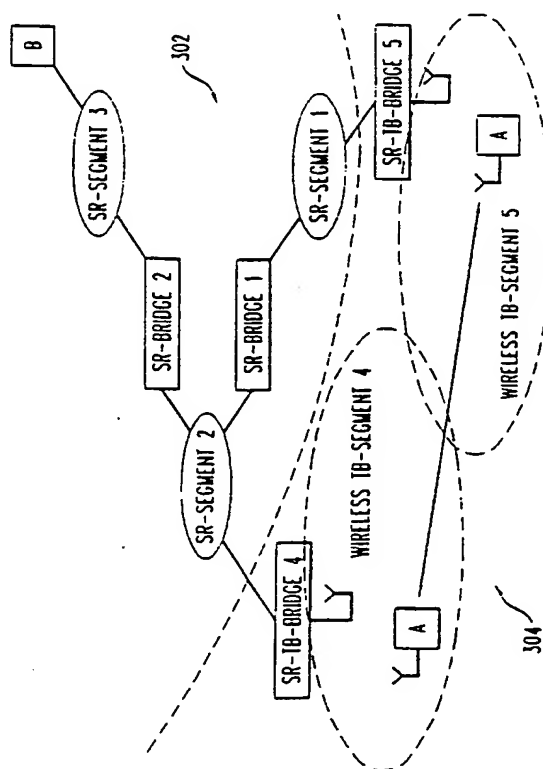 B
SR-SEGMENT 3
302
SR-BRIDGE 2
SR-SEGMENT 1
SR-BRIDGE 1
SR-TB-BRIDGE 5
SR-SEGMENT 2
A
WIRELESS TB-SEGMENT 5
WIRELESS TB-SEGMENT 4
SR-TB-BRIDGE 4
A
304